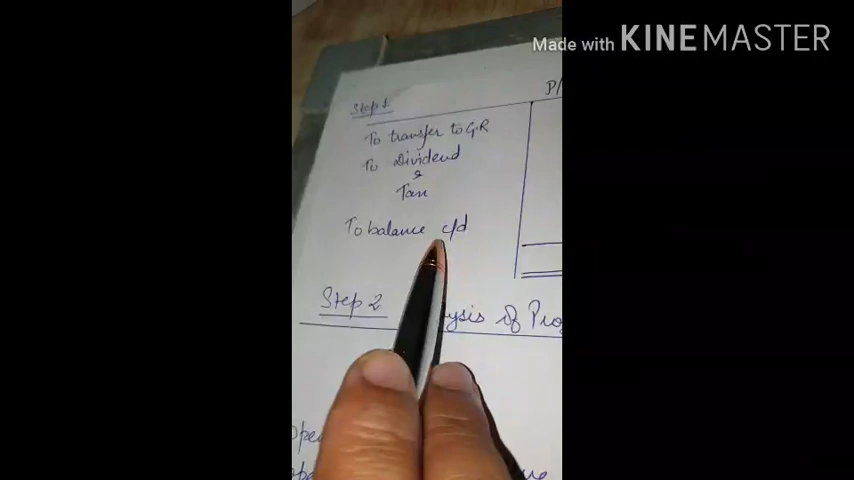 Made with KINEMASTER
P/
Step 1
To transfer to G.R
To Dividend
&
Tax
To balance c/d
Step 2
ysis of Pro